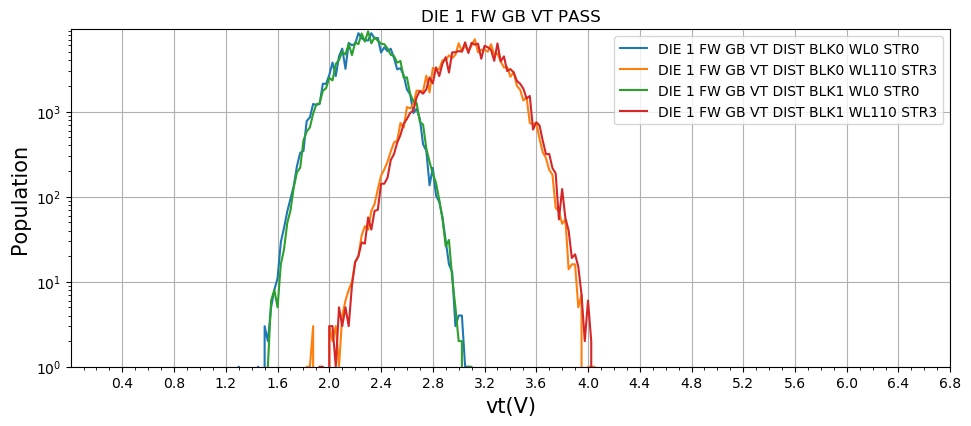 DIE 1 FW GB VT PASS
DIE 1 FW GB VT DIST BLK0 WL0 STR0
DIE 1 FW GB VT DIST BLK0 WL110 STR3
DIE 1 FW GB VT DIST BLK1 WL0 STR0
DIE 1 FW GB VT DIST BLK1 WL110 STR3
Population
10³
10²
10¹
10⁰
0.4 0.8 1.2 1.6 2.0 2.4 2.8 3.2 3.6 4.0 4.4 4.8 5.2 5.6 6.0 6.4 6.8
vt(V)